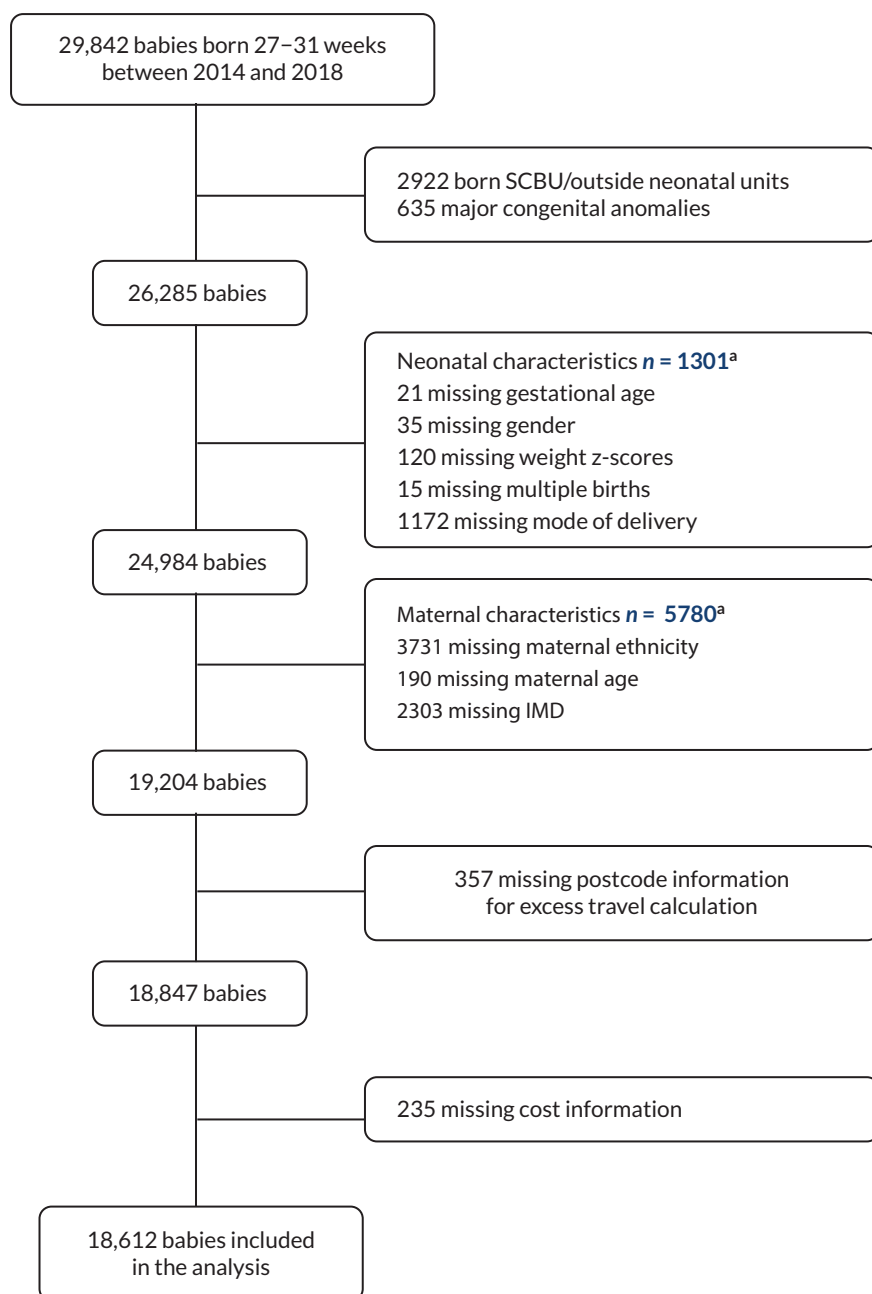 29,842 babies born 27–31 weeks
between 2014 and 2018
2922 born SCBU/outside neonatal units
635 major congenital anomalies
26,285 babies
Neonatal characteristics n = 1301a
21 missing gestational age
35 missing gender
120 missing weight z-scores
15 missing multiple births
1172 missing mode of delivery
24,984 babies
Maternal characteristics n = 5780a
3731 missing maternal ethnicity
190 missing maternal age
2303 missing IMD
19,204 babies
357 missing postcode information
for excess travel calculation
18,847 babies
235 missing cost information
18,612 babies included
in the analysis